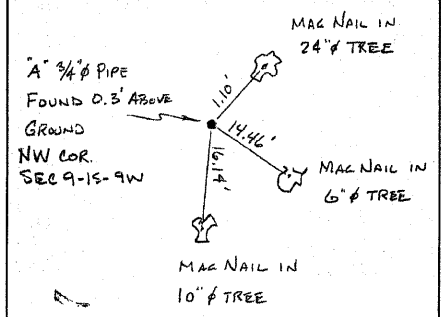 MAG NAIL IN
24"ø TREE
"A" 3/4"ø PIPE
FOUND 0.3' ABOVE
GROUND
NW COR.
SEC 9-1S-9W
1.10'
14.46'
16.14'
MAG NAIL IN
6"ø TREE
MAG NAIL IN
10"ø TREE